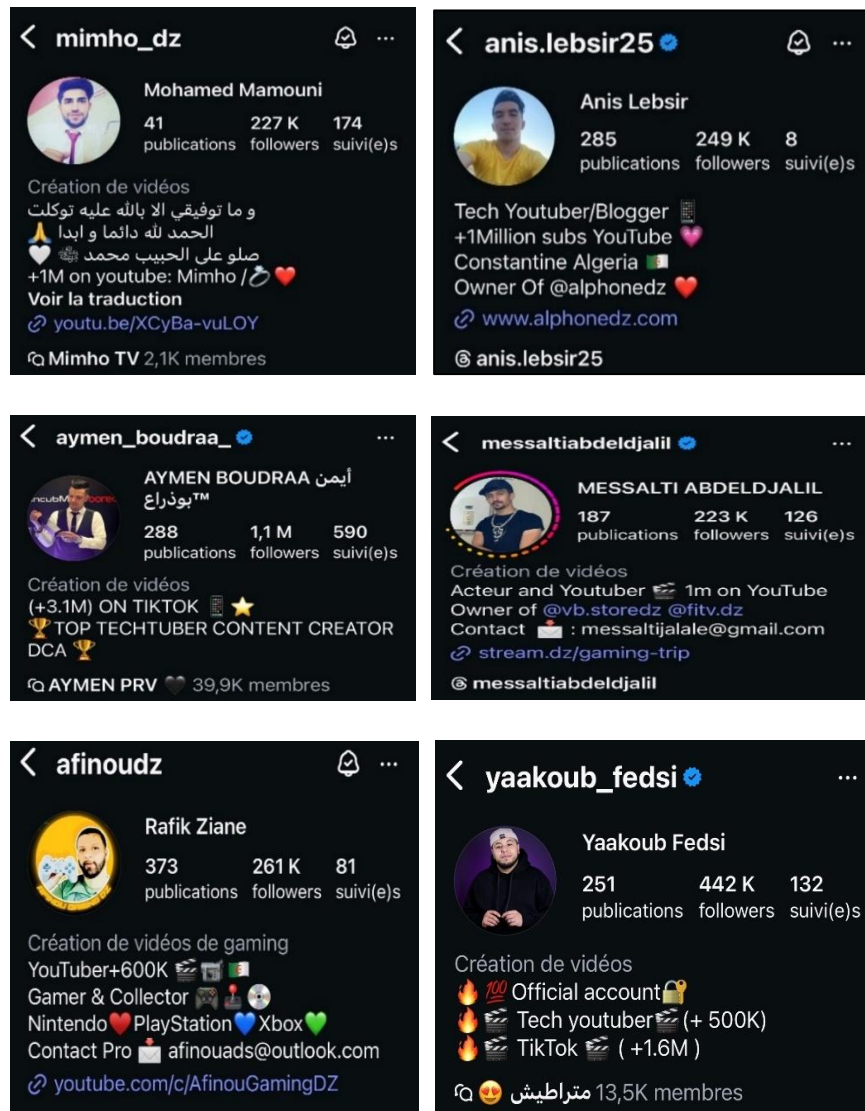 mimho_dz
Mohamed Mamouni
41 227 K 174
publications followers suivi(e)s
Création de vidéos
و ما توفيقي الا بالله عليه توكلت
الحمد لله دائما و ابدا 🙏
صلو على الحبيب محمد ﷺ 🤍
+1M on youtube: Mimho /💍 ❤️
Voir la traduction
youtu.be/XCyBa-vuLOY
Mimho TV 2,1K membres
anis.lebsir25
Anis Lebsir
285 249 K 8
publications followers suivi(e)s
Tech Youtuber/Blogger 📱
+1Million subs YouTube 💗
Constantine Algeria 🇩🇿
Owner Of @alphonedz ❤️
www.alphonedz.com
anis.lebsir25
aymen_boudraa_
AYMEN BOUDRAA أيمن
بوذراع™
288 1,1 M 590
publications followers suivi(e)s
Création de vidéos
(+3.1M) ON TIKTOK 📱 ⭐
🏆TOP TECHTUBER CONTENT CREATOR
DCA 🏆
AYMEN PRV 🖤 39,9K membres
messaltiabdeldjalil
MESSALTI ABDELDJALIL
187 223 K 126
publications followers suivi(e)s
Création de vidéos
Acteur and Youtuber 🎬 1m on YouTube
Owner of @vb.storedz @fitv.dz
Contact 📩 : messaltijalale@gmail.com
stream.dz/gaming-trip
messaltiabdeldjalil
afinoudz
Rafik Ziane
373 261 K 81
publications followers suivi(e)s
Création de vidéos de gaming
YouTuber+600K 🎬📹🇩🇿
Gamer & Collector 🎮🕹️💿
Nintendo❤️PlayStation💙Xbox💚
Contact Pro 📩 afinouads@outlook.com
youtube.com/c/AfinouGamingDZ
yaakoub_fedsi
Yaakoub Fedsi
251 442 K 132
publications followers suivi(e)s
Création de vidéos
🔥 💯 Official account🔐
🔥 🎬 Tech youtuber🎬(+ 500K)
🔥 🎬 TikTok 🎬 ( +1.6M )
😍 متراطيش 13,5K membres